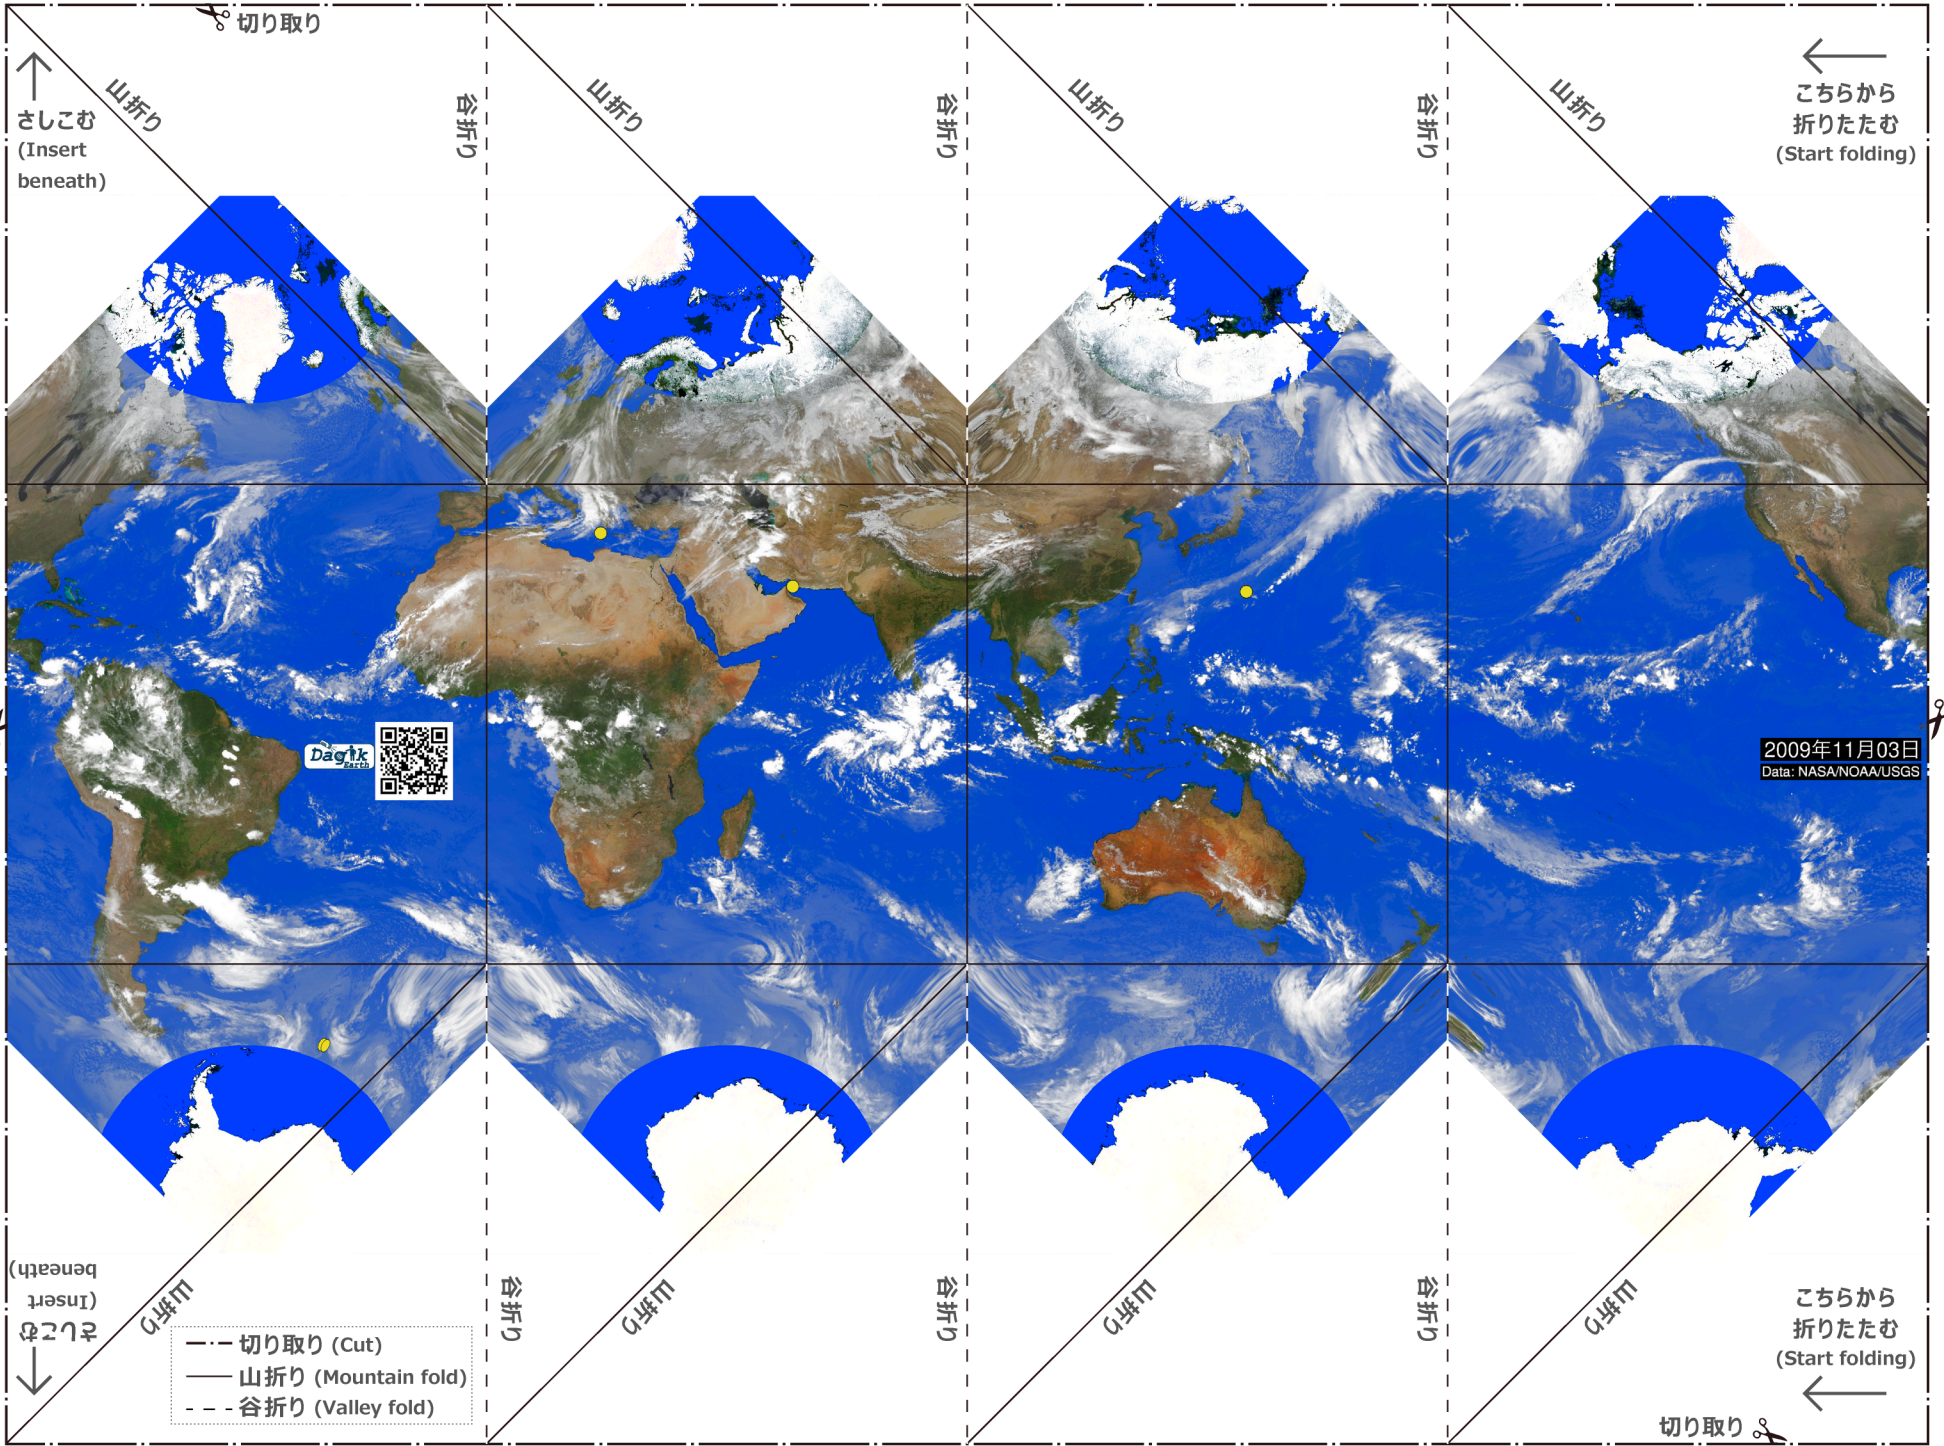 切り取り
山折り
谷折り
山折り
谷折り
山折り
谷折り
山折り
さしこむ
(Insert
beneath)
こちらから
折りたたむ
(Start folding)
Dagik
Earth
2009年11月03日
Data: NASA/NOAA/USGS
さしこむ
(Insert
beneath)
山折り
谷折り
山折り
谷折り
山折り
谷折り
山折り
切り取り (Cut)
山折り (Mountain fold)
谷折り (Valley fold)
こちらから
折りたたむ
(Start folding)
切り取り